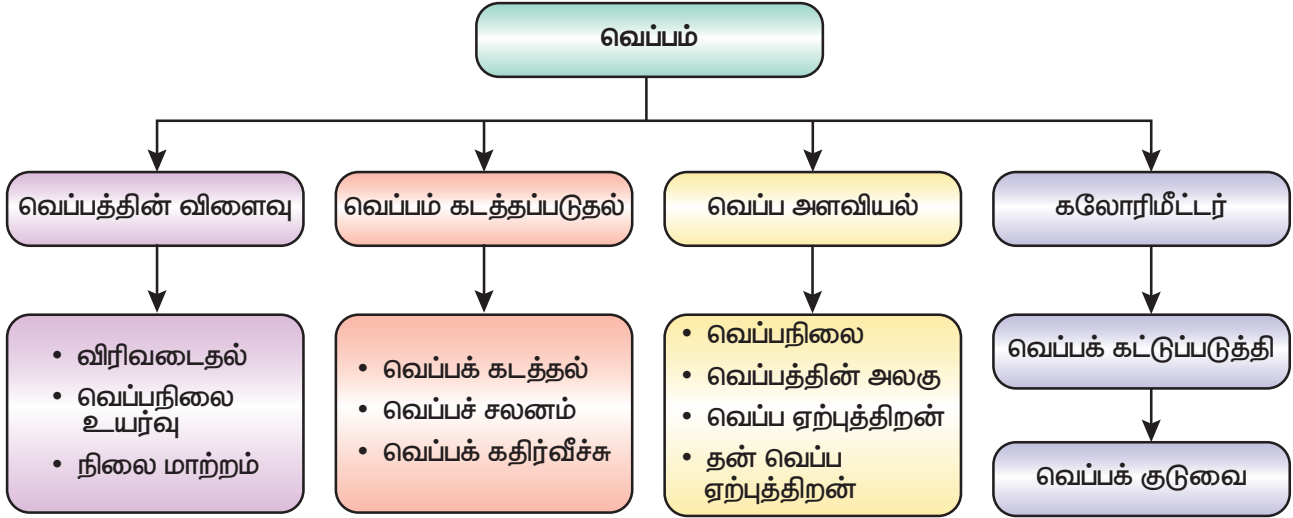 வெப்பம்
வெப்பத்தின் விளைவு
வெப்பம் கடத்தப்படுதல்
வெப்ப அளவியல்
கலோரிமீட்டர்
• விரிவடைதல்
• வெப்பநிலை
உயர்வு
• நிலை மாற்றம்
• வெப்பக் கடத்தல்
• வெப்பச் சலனம்
• வெப்பக் கதிர்வீச்சு
• வெப்பநிலை
• வெப்பத்தின் அலகு
• வெப்ப ஏற்புத்திறன்
• தன் வெப்ப
ஏற்புத்திறன்
வெப்பக் கட்டுப்படுத்தி
வெப்பக் குடுவை